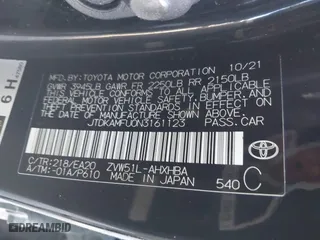 MFD. BY: TOYOTA MOTOR CORPORATION 10/21
GVWR 3945LB GAWR FR 2250LB RR 2150LB
THIS VEHICLE CONFORMS TO ALL APPLICABLE
FEDERAL MOTOR VEHICLE SAFETY, BUMPER, AND
THEFT PREVENTION STANDARDS IN EFFECT ON
THE DATE OF MANUFACTURE SHOWN ABOVE.
JTDKAMFU0N3161123
PASS. CAR
C/TR: 218/EA20 ZVW51L-AHXHBA
A/TM: -01A/P610
MADE IN JAPAN 540 C
TOYOTA